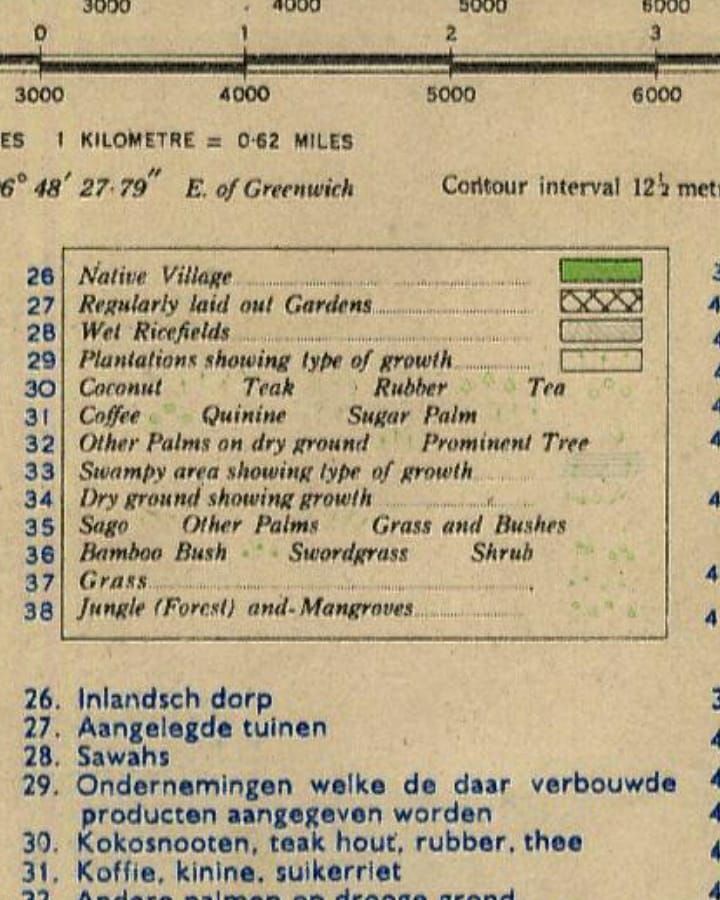 3000 4000 5000 6000
0 1 2 3
3000 4000 5000 6000
ES 1 KILOMETRE = 0·62 MILES
6° 48′ 27·79″ E. of Greenwich Contour interval 12½ met
26 Native Village
27 Regularly laid out Gardens
28 Wet Ricefields
29 Plantations showing type of growth
30 Coconut Teak Rubber Tea
31 Coffee Quinine Sugar Palm
32 Other Palms on dry ground Prominent Tree
33 Swampy area showing type of growth
34 Dry ground showing growth
35 Sago Other Palms Grass and Bushes
36 Bamboo Bush Swordgrass Shrub
37 Grass
38 Jungle (Forest) and Mangroves
26. Inlandsch dorp
27. Aangelegde tuinen
28. Sawahs
29. Ondernemingen welke de daar verbouwde
producten aangegeven worden
30. Kokosnooten, teak hout, rubber, thee
31. Koffie, kinine, suikerriet
32. Andere palmen op drooge grond